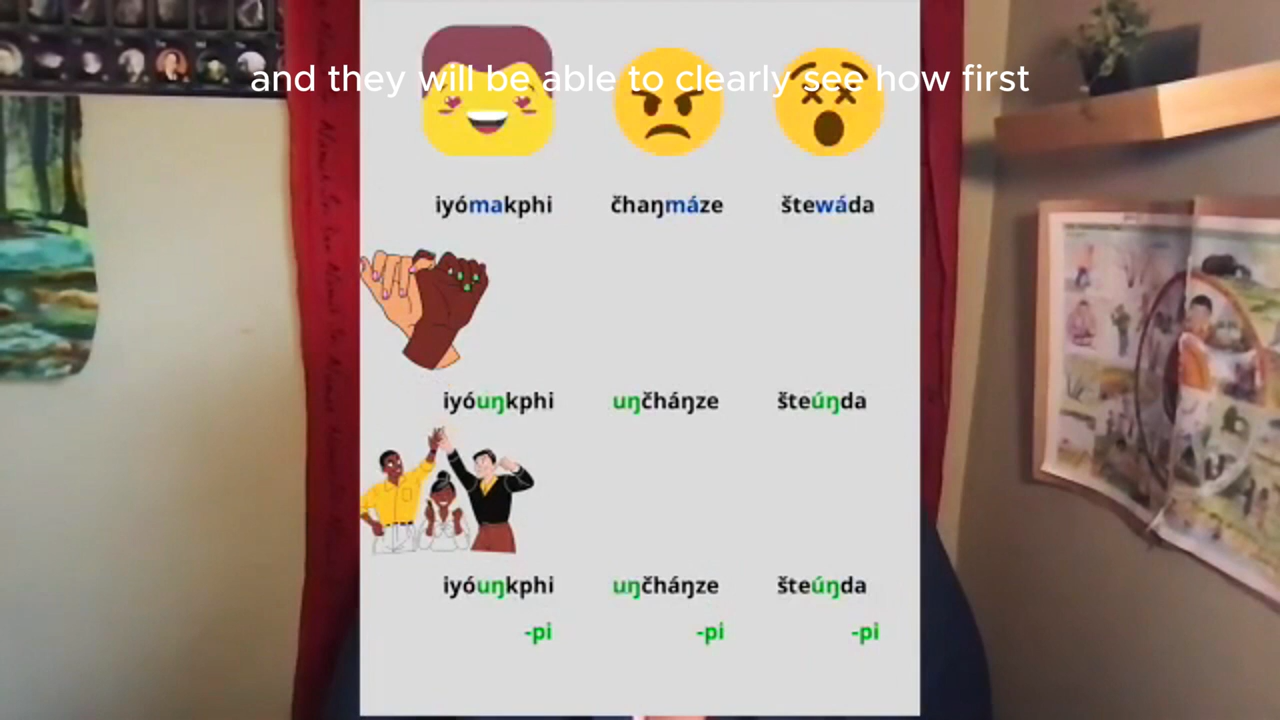 and they will be able to clearly see how first
iyómakphi čhaŋmáze štewáda
iyóuŋkphi uŋčháŋze šteúŋda
iyóuŋkphi uŋčháŋze šteúŋda
-pi -pi -pi